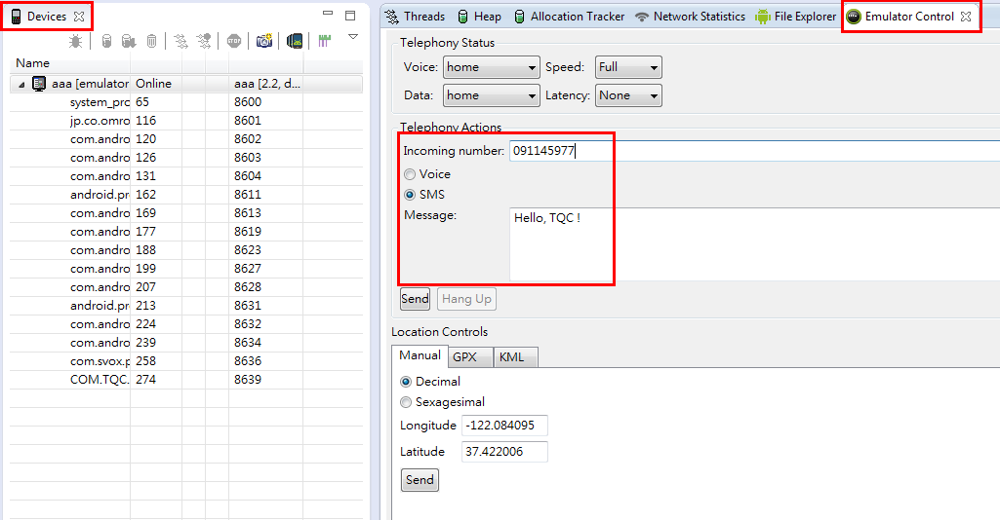 Devices
Name
aaa [emulator Online aaa [2.2, d...
system_pro 65 8600
jp.co.omro 116 8601
com.andro 120 8602
com.andro 126 8603
com.andro 131 8604
android.pr 162 8611
com.andro 169 8613
com.andro 177 8619
com.andro 188 8623
com.andro 199 8627
com.andro 207 8628
android.pr 213 8631
com.andro 224 8632
com.andro 239 8634
com.svox.p 258 8636
COM.TQC. 274 8639
Threads Heap Allocation Tracker Network Statistics File Explorer Emulator Control
Telephony Status
Voice: home Speed: Full
Data: home Latency: None
Telephony Actions
Incoming number: 091145977
Voice
SMS
Message: Hello, TQC !
Send Hang Up
Location Controls
Manual GPX KML
Decimal
Sexagesimal
Longitude -122.084095
Latitude 37.422006
Send